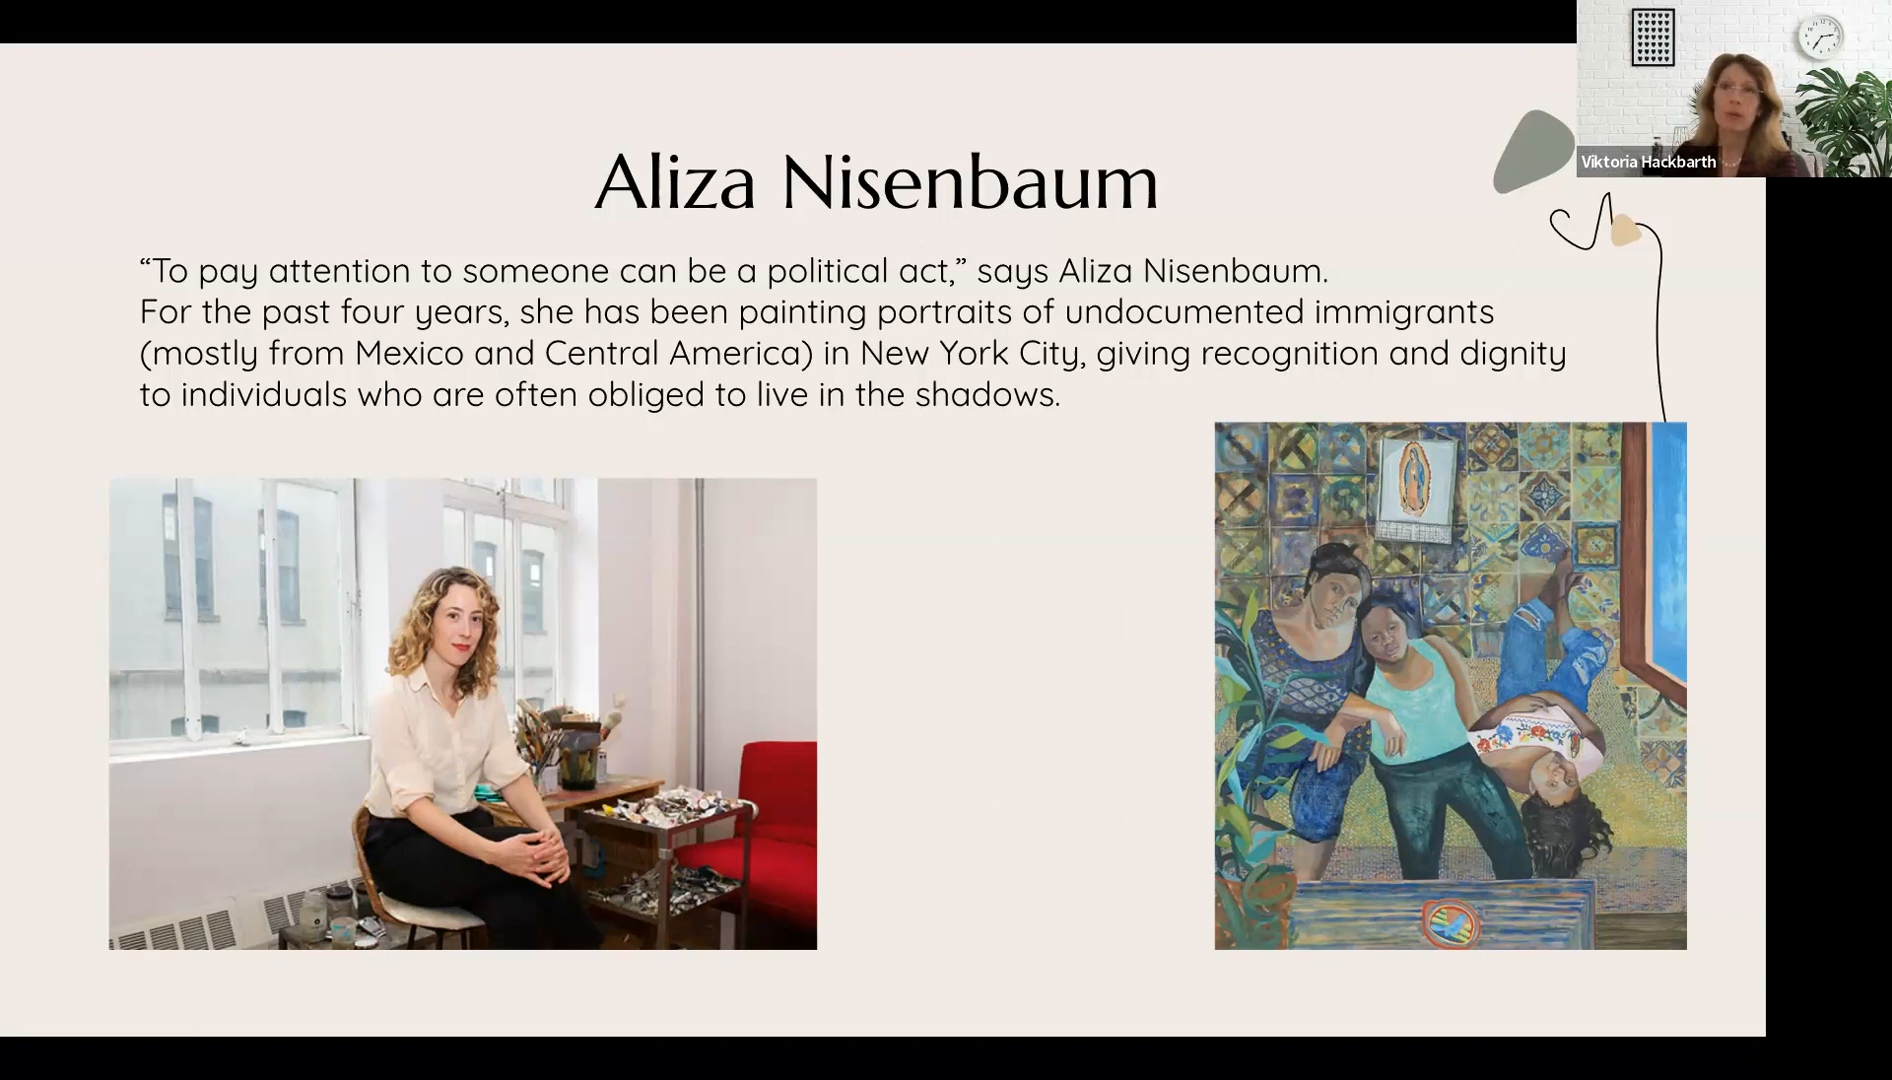 Viktoria Hackbarth
Aliza Nisenbaum
“To pay attention to someone can be a political act,” says Aliza Nisenbaum.
For the past four years, she has been painting portraits of undocumented immigrants
(mostly from Mexico and Central America) in New York City, giving recognition and dignity
to individuals who are often obliged to live in the shadows.